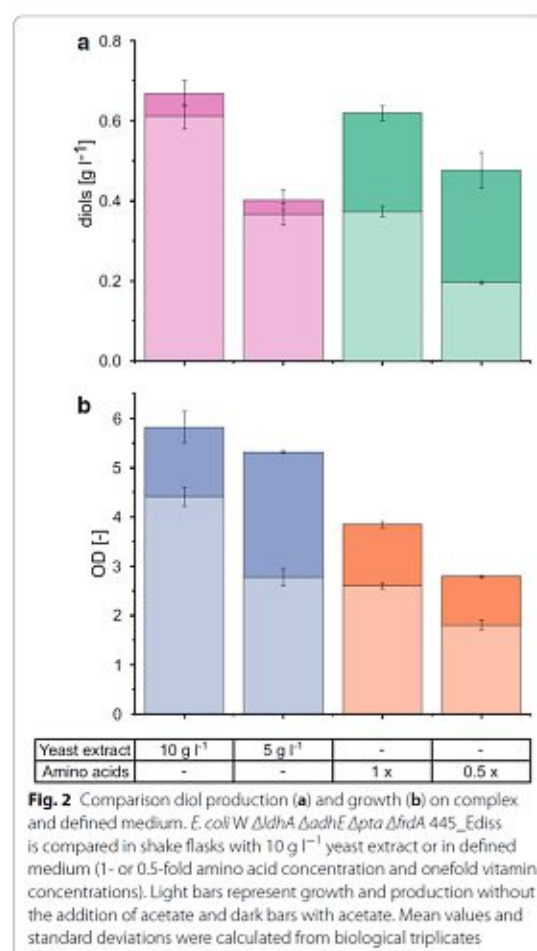 a
0.8
0.6
0.4
0.2
0.0
diols [g l-1]
b
6
5
4
3
2
1
0
OD [-]
Yeast extract 10 g l-1 5 g l-1 - -
Amino acids - - 1 x 0.5 x
Fig. 2 Comparison diol production (a) and growth (b) on complex
and defined medium. E. coli W ΔldhA ΔadhE Δpta ΔfrdA 445_Ediss
is compared in shake flasks with 10 g l−1 yeast extract or in defined
medium (1- or 0.5-fold amino acid concentration and onefold vitamin
concentrations). Light bars represent growth and production without
the addition of acetate and dark bars with acetate. Mean values and
standard deviations were calculated from biological triplicates